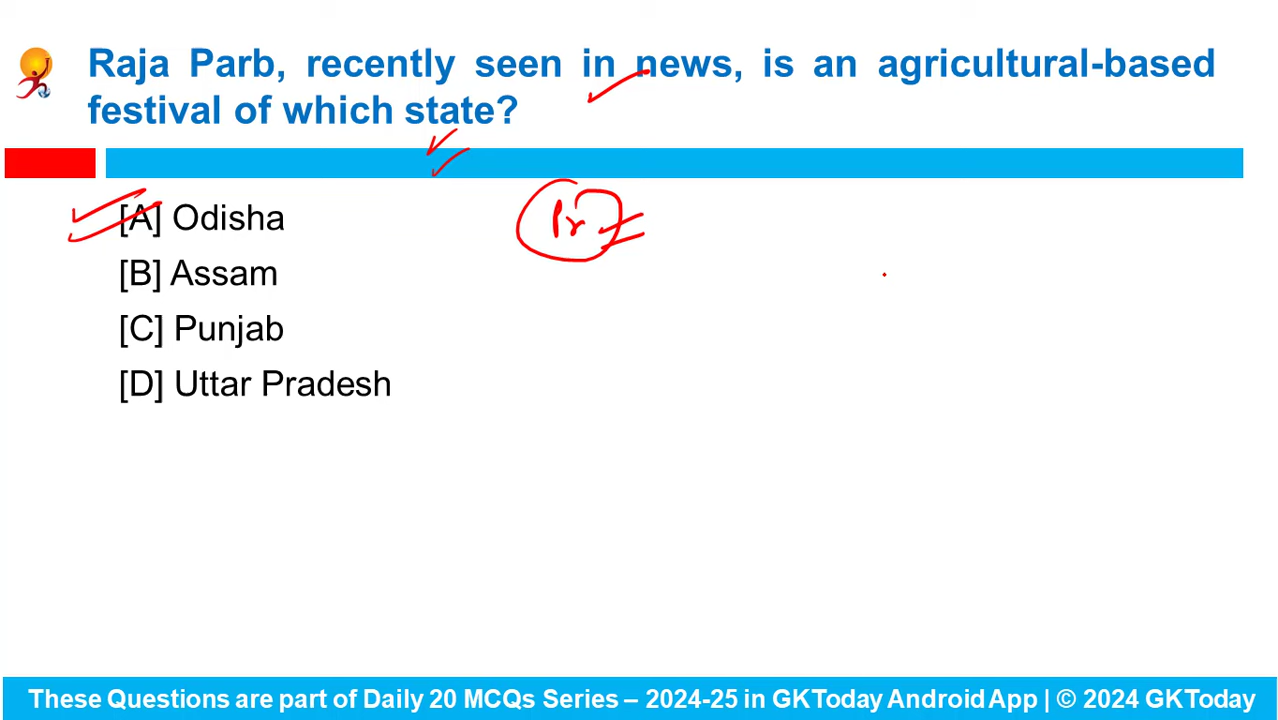 Raja Parb, recently seen in news, is an agricultural-based
festival of which state?
[A] Odisha
[B] Assam
[C] Punjab
[D] Uttar Pradesh
These Questions are part of Daily 20 MCQs Series – 2024-25 in GKToday Android App | © 2024 GKToday